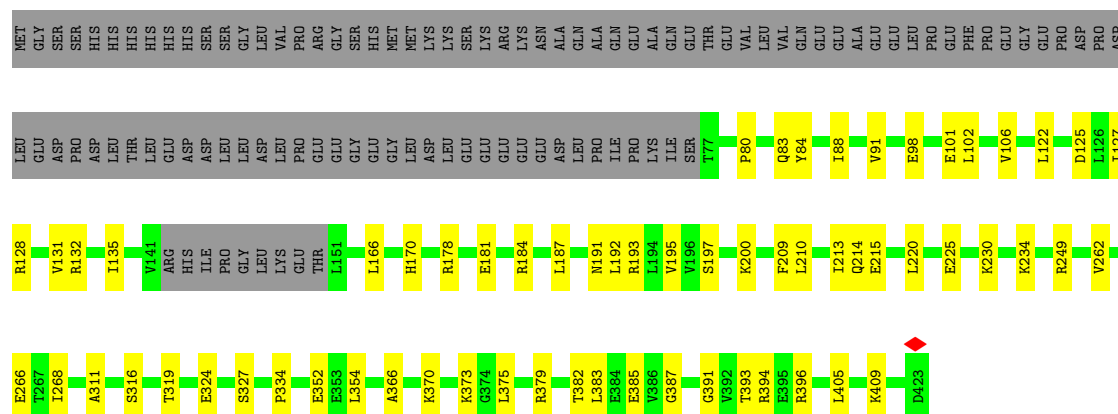 MET GLY SER SER HIS HIS HIS HIS HIS HIS SER SER GLY LEU VAL PRO ARG GLY SER HIS MET MET LYS LYS SER LYS ARG LYS ASN ALA GLN ALA GLN GLU ALA GLN GLU THR GLU VAL LEU VAL GLN GLU GLU ALA GLU GLU LEU PRO GLU PHE PRO GLU GLY GLU PRO ASP PRO ASP
LEU GLU ASP PRO ASP LEU THR LEU GLU ASP ASP LEU LEU ASP LEU PRO GLU GLU GLY GLU GLY LEU ASP LEU GLU GLU GLU GLU GLU ASP LEU PRO ILE PRO LYS ILE SER T77 P80 Q83 Y84 I88 V91 E98 E101 L102 V106 L122 D125 L126 I127
R128 V131 R132 I135 V141 ARG HIS ILE PRO GLY LEU LYS GLU THR L151 L166 H170 R178 E181 R184 L187 N191 L192 R193 L194 V195 V196 S197 K200 F209 L210 I213 Q214 E215 L220 E225 K230 K234 R249 V262
E266 T267 I268 A311 S316 T319 E324 S327 P334 E352 E353 L354 A366 K370 K373 G374 L375 R379 T382 L383 E384 E385 V386 G387 G391 V392 T393 R394 E395 R396 L405 K409 D423